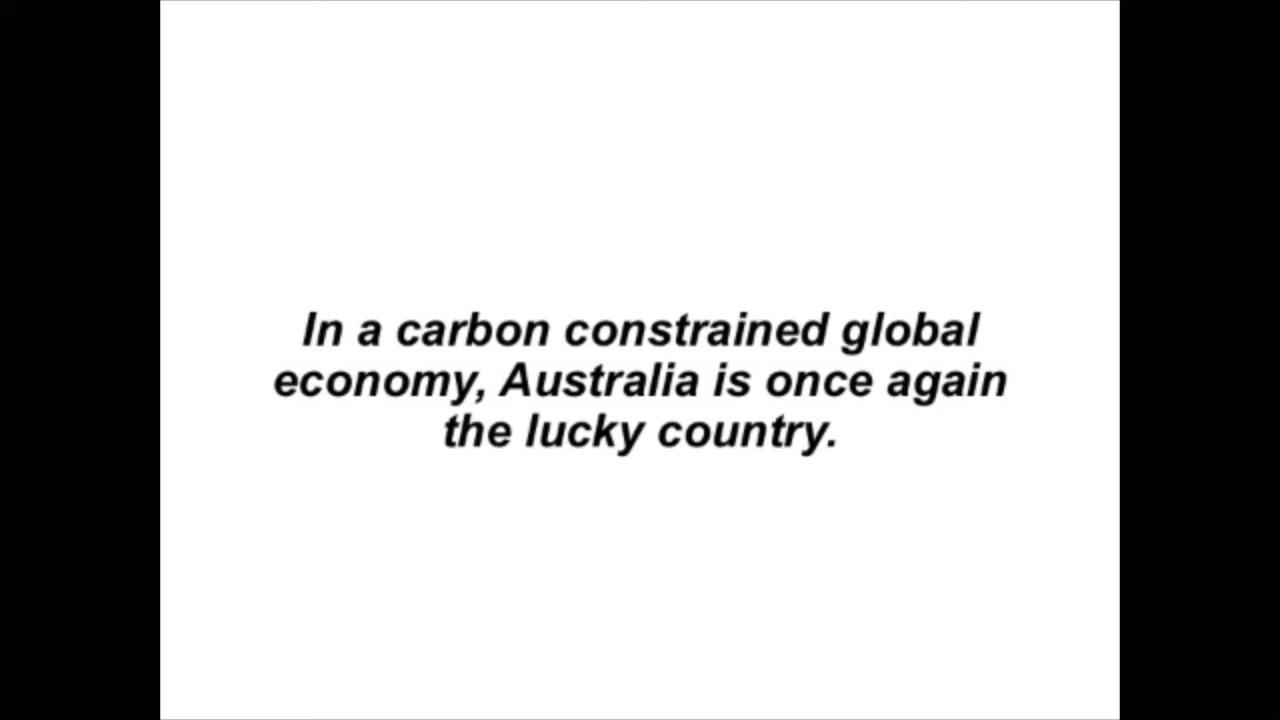 In a carbon constrained global
economy, Australia is once again
the lucky country.